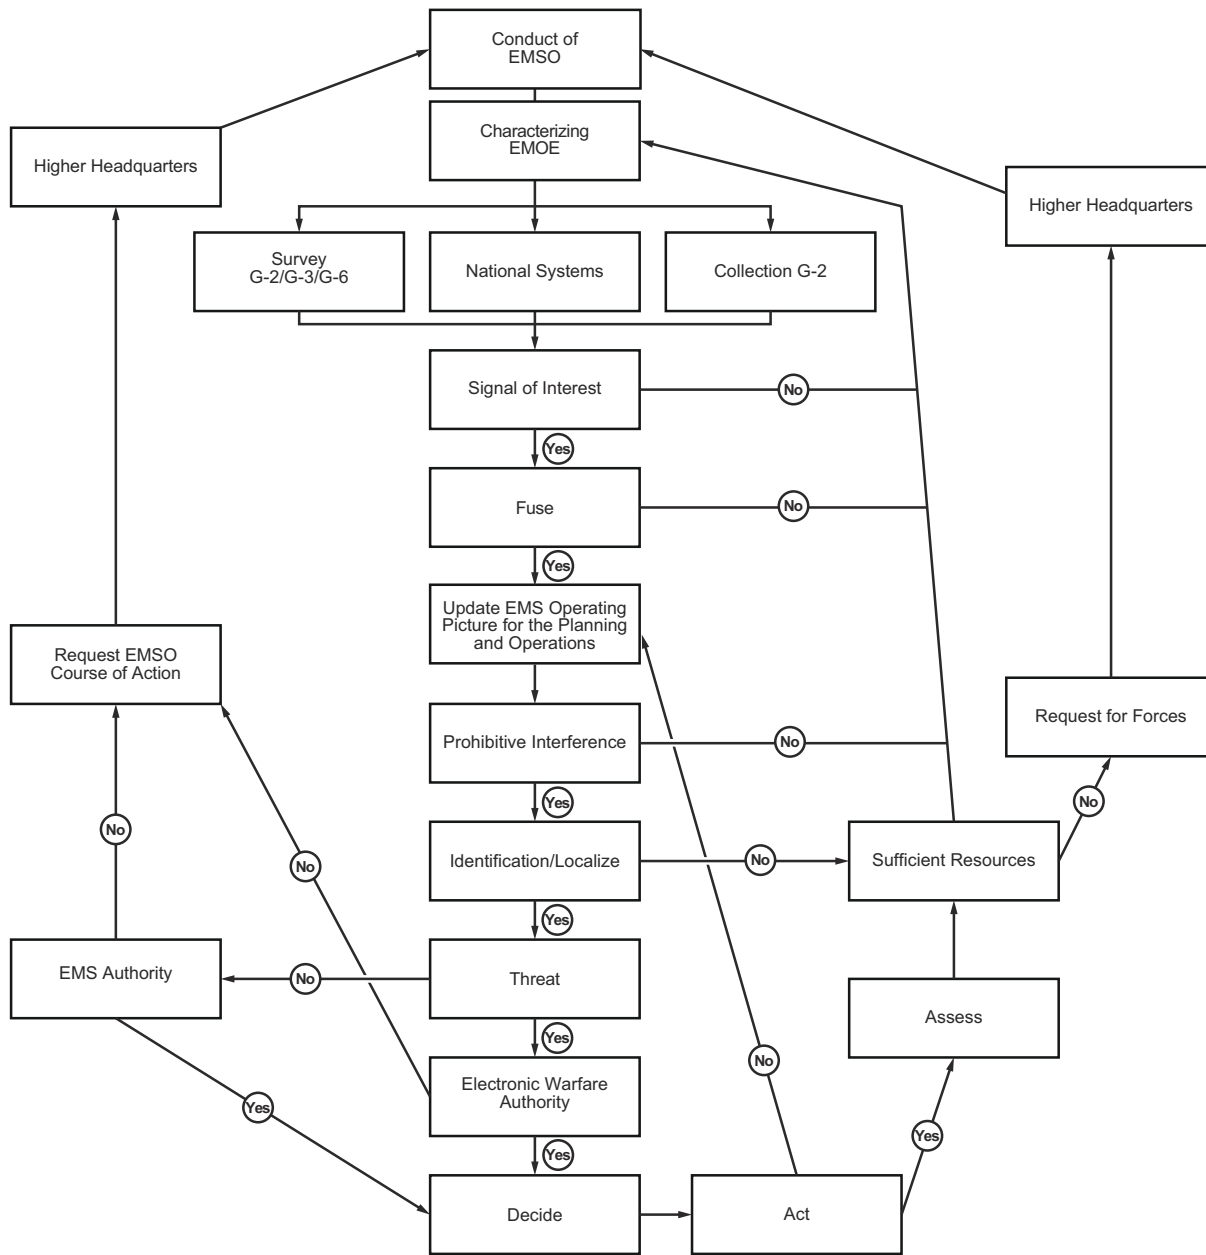 Conduct of
EMSO
Characterizing
EMOE
Higher Headquarters
Higher Headquarters
Survey
G-2/G-3/G-6
National Systems
Collection G-2
Signal of Interest
No
Yes
Fuse
No
Yes
Update EMS Operating
Picture for the Planning
and Operations
Request EMSO
Course of Action
Request for Forces
Prohibitive Interference
No
Yes
No
No
Identification/Localize
No
Sufficient Resources
No
Yes
EMS Authority
No
Threat
Assess
Yes
No
Electronic Warfare
Authority
Yes
Yes
Yes
Decide
Act